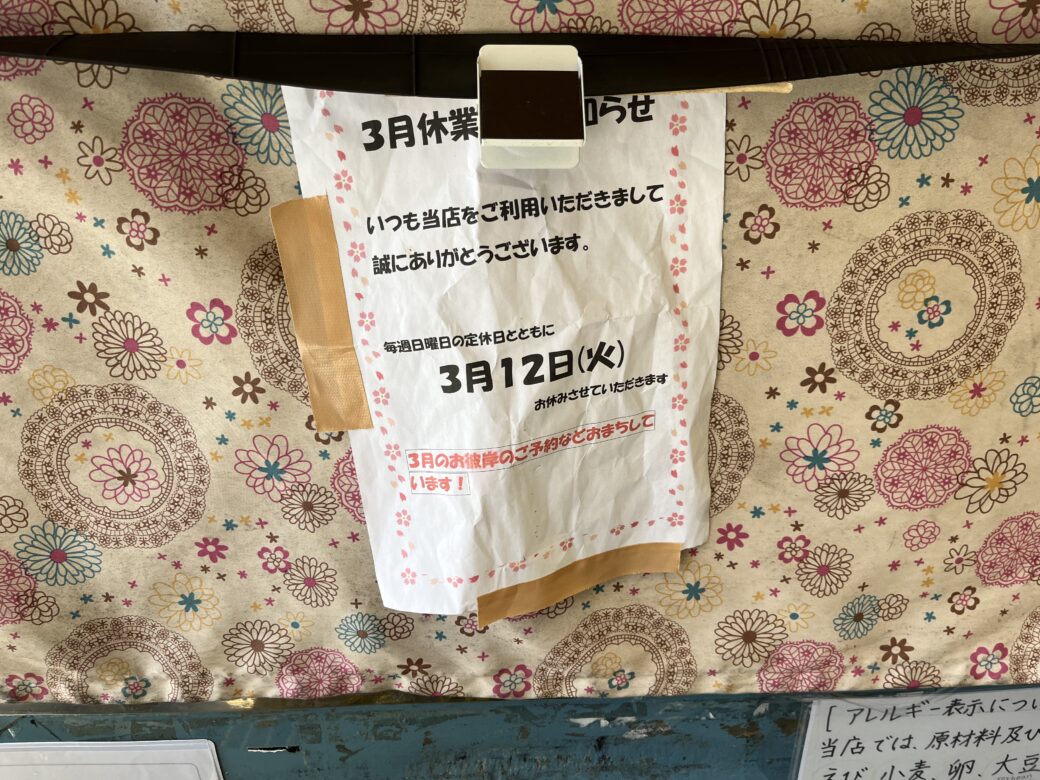 3月休業 知らせ
いつも当店をご利用いただきまして
誠にありがとうございます。
毎週日曜日の定休日とともに
3月12日(火)
お休みさせていただきます
3月のお彼岸のご予約などおまちして
います!
[アレルギー表示につい
当店では、原材料及び
えび 小麦 卵 大豆